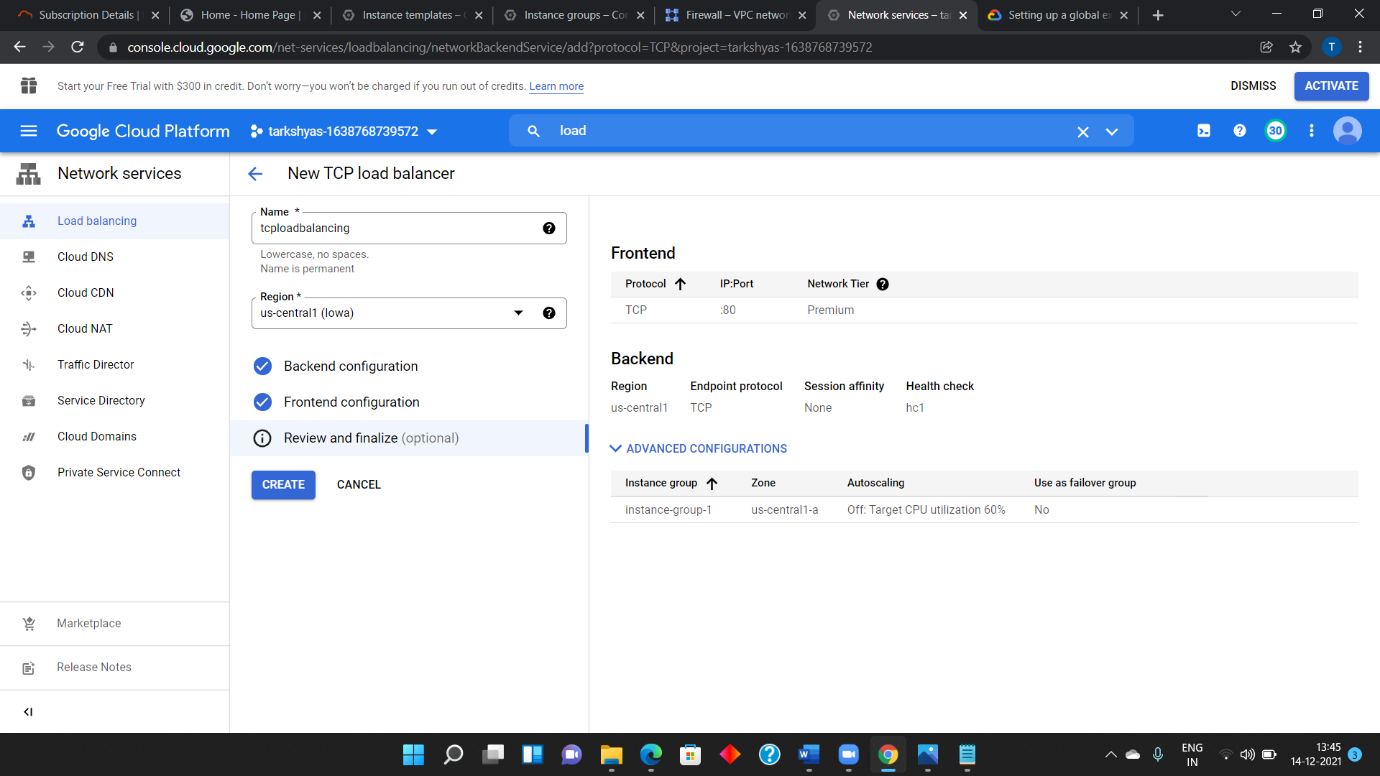 Subscription Details |
Home - Home Page |
Instance templates –
Instance groups – Co
Firewall – VPC networ
Network services – ta
Setting up a global e
console.cloud.google.com/net-services/loadbalancing/networkBackendService/add?protocol=TCP&project=tarkshyas-1638768739572
T
Start your Free Trial with $300 in credit. Don't worry—you won't be charged if you run out of credits. Learn more
DISMISS
ACTIVATE
Google Cloud Platform
tarkshyas-1638768739572
load
30
Network services
New TCP load balancer
Load balancing
Cloud DNS
Cloud CDN
Cloud NAT
Traffic Director
Service Directory
Cloud Domains
Private Service Connect
Marketplace
Release Notes
Name *
tcploadbalancing
Lowercase, no spaces.
Name is permanent
Region *
us-central1 (Iowa)
Backend configuration
Frontend configuration
Review and finalize (optional)
CREATE
CANCEL
Frontend
Protocol IP:Port Network Tier
TCP :80 Premium
Backend
Region Endpoint protocol Session affinity Health check
us-central1 TCP None hc1
ADVANCED CONFIGURATIONS
Instance group Zone Autoscaling Use as failover group
instance-group-1 us-central1-a Off: Target CPU utilization 60% No
ENG
IN
13:45
14-12-2021
3